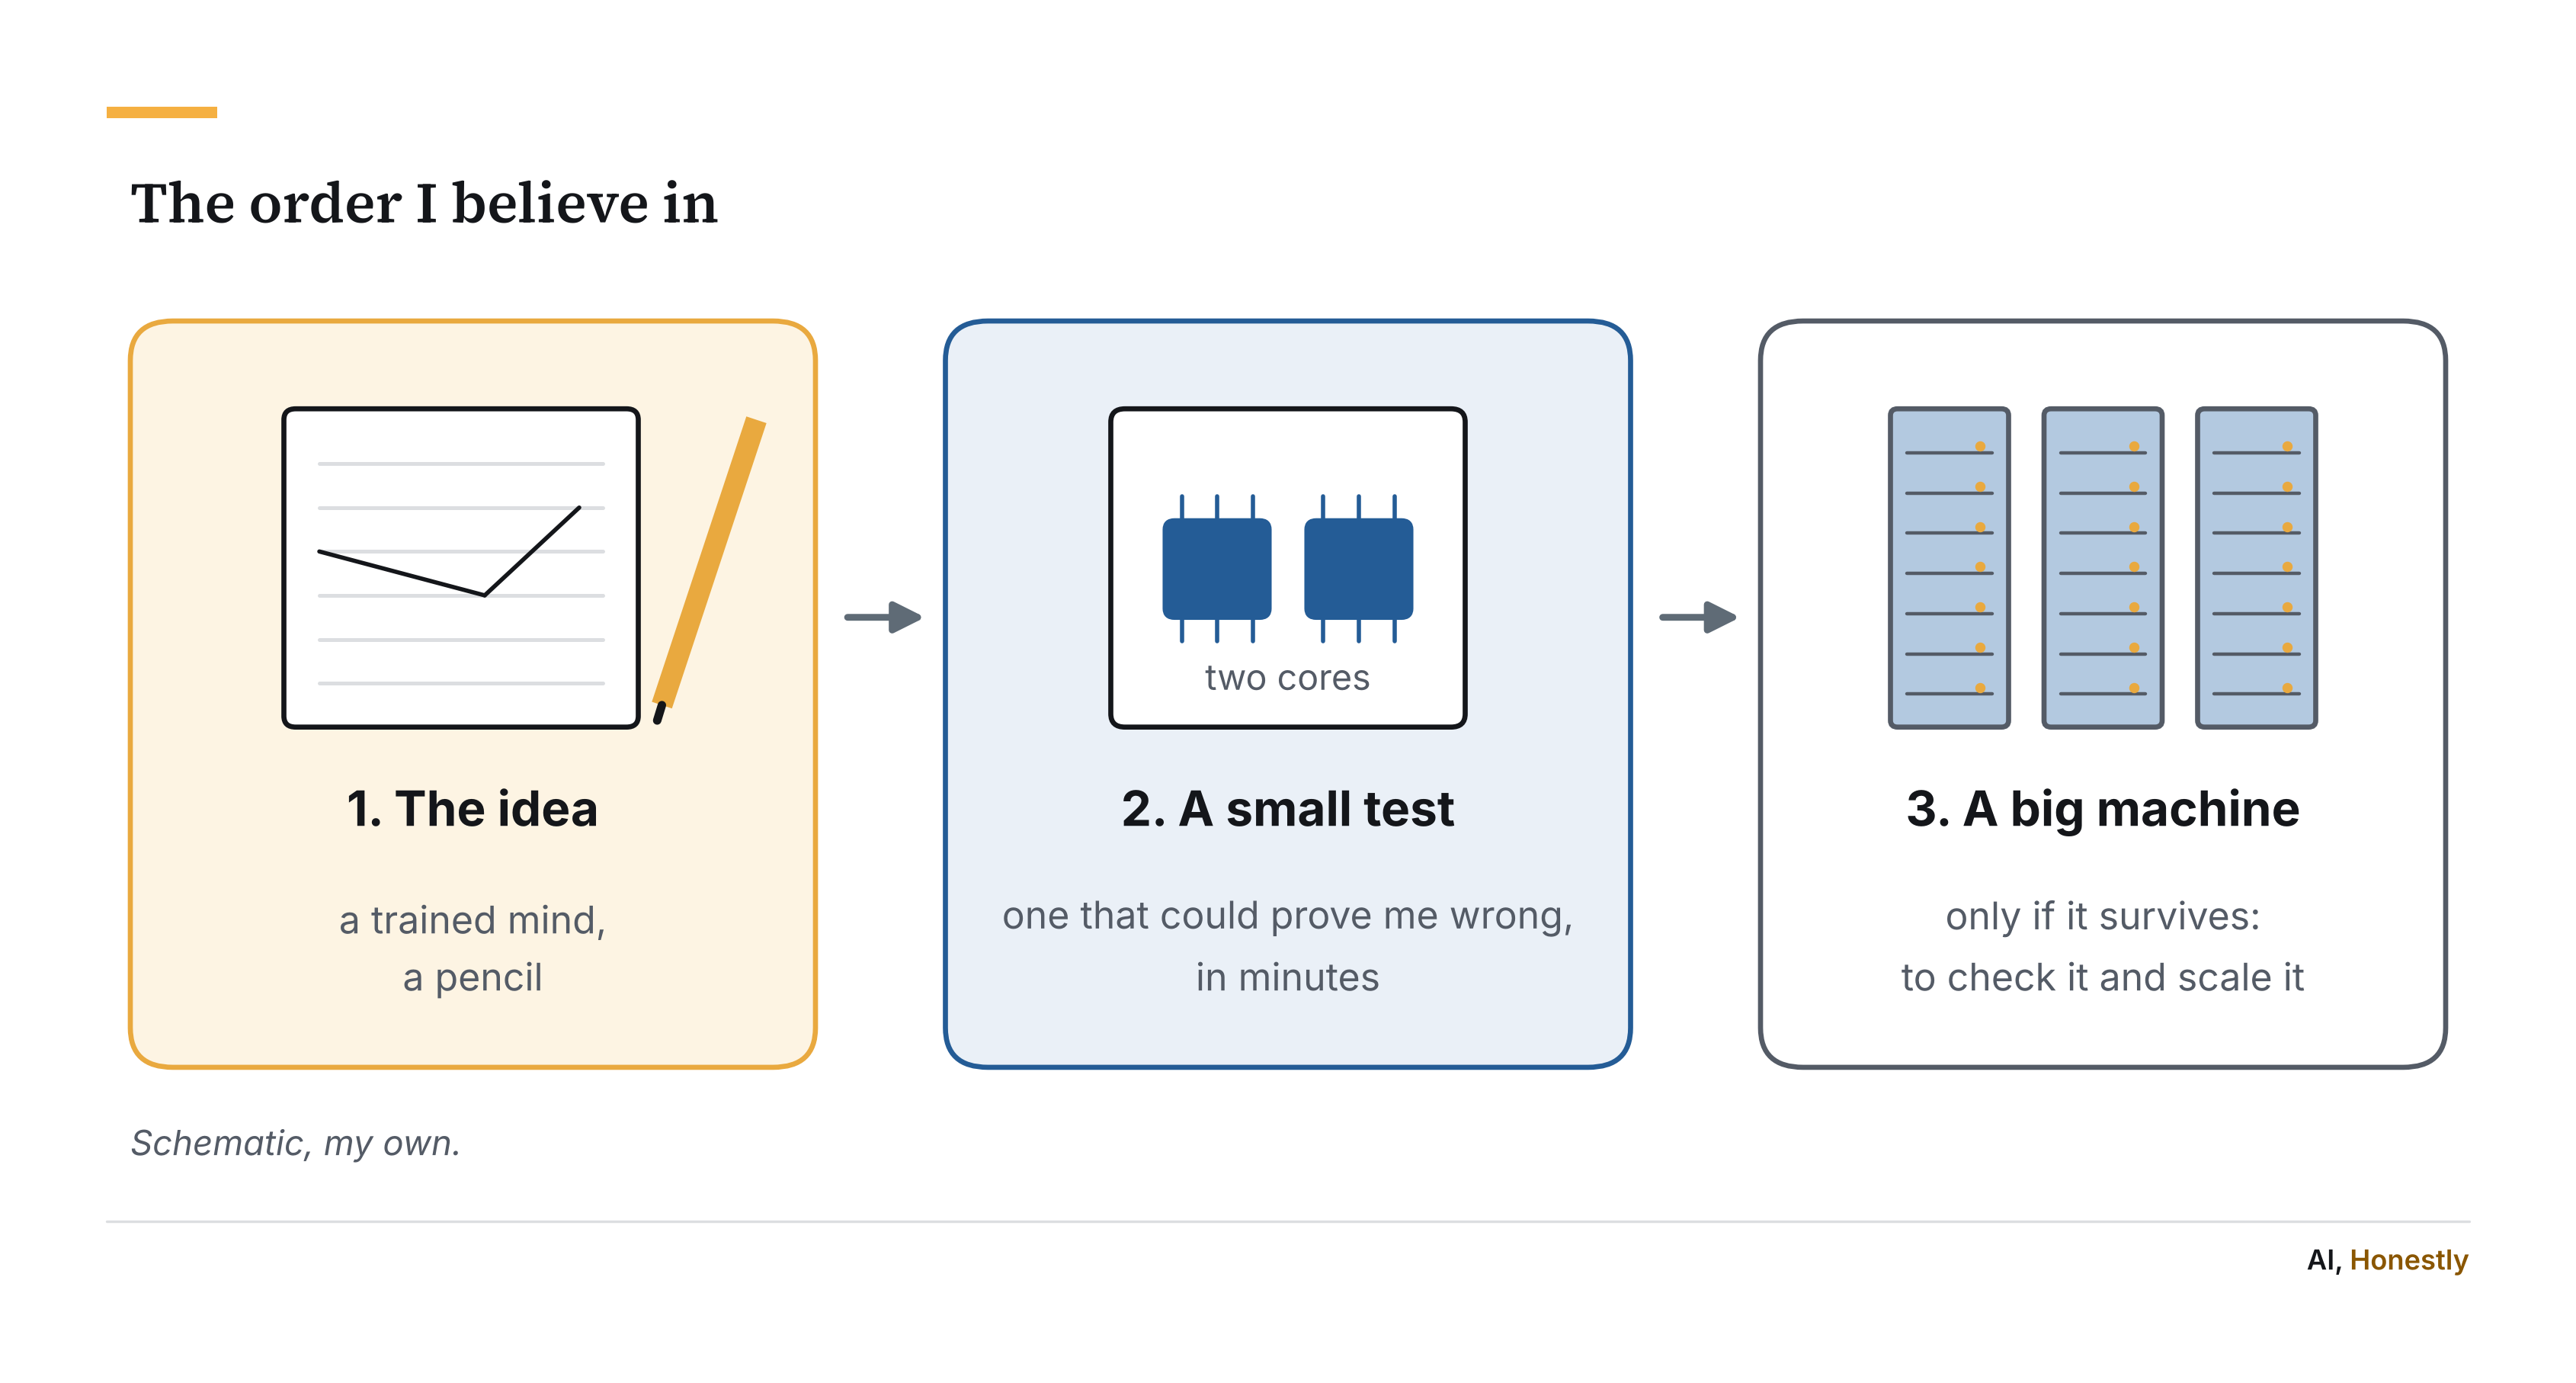 The order I believe in
two cores
1. The idea
a trained mind,
a pencil
2. A small test
one that could prove me wrong,
in minutes
3. A big machine
only if it survives:
to check it and scale it
Schematic, my own.
AI, Honestly